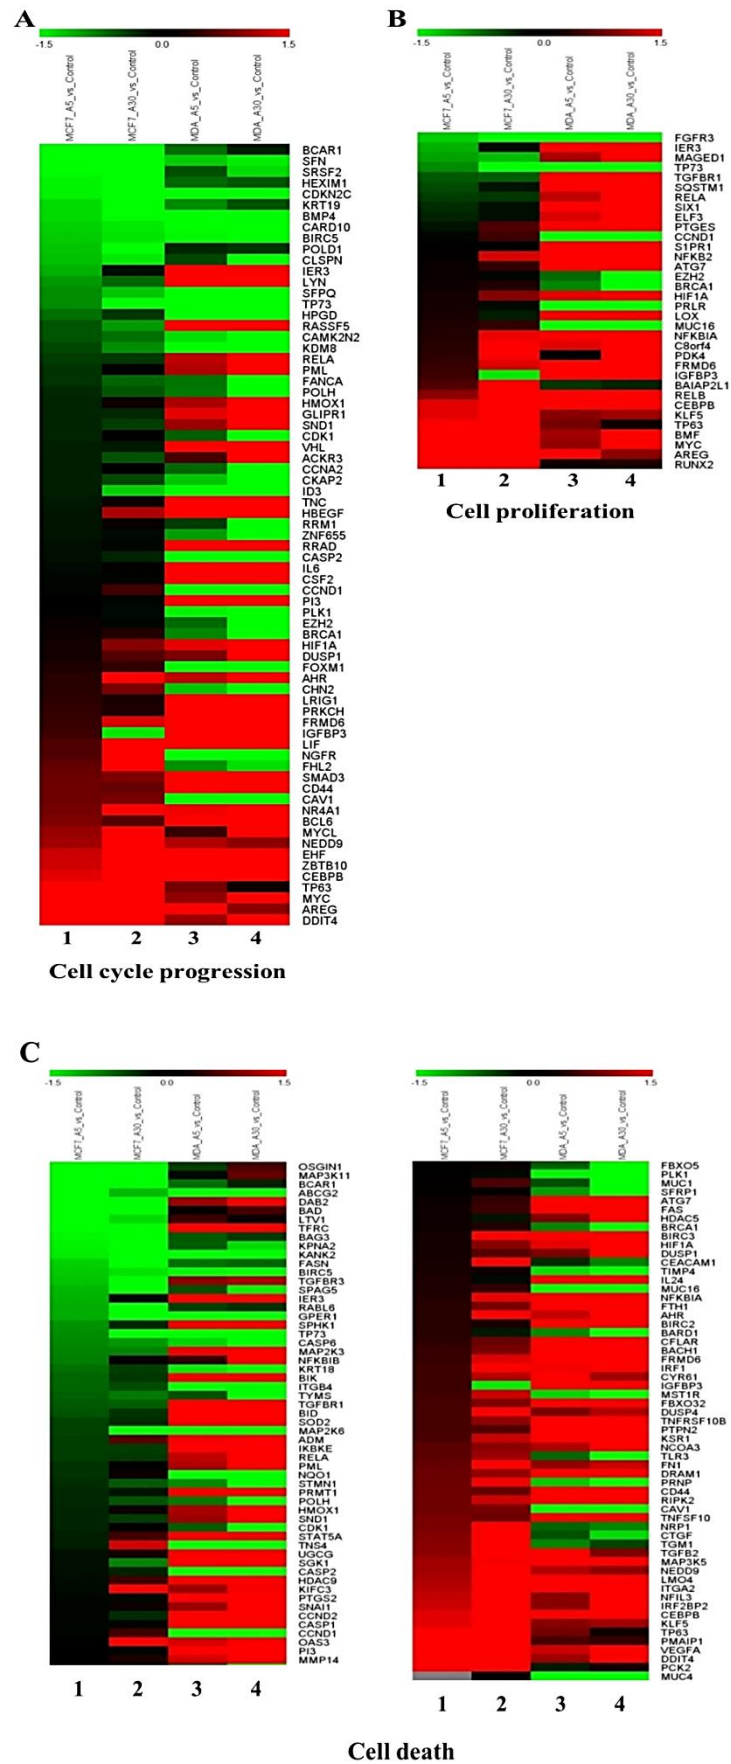 A
-1.5 0.0 1.5
MCF7_A5_vs_Control
MCF7_A30_vs_Control
MDA_A5_vs_Control
MDA_A30_vs_Control
BCAR1
SFN
SRSF2
HEXIM1
CDKN2C
KRT19
BMP4
CARD10
BIRC5
POLD1
CLSPN
IER3
LYN
SFPQ
TP73
HPGD
RASSF5
CAMK2N2
KDM8
RELA
PML
FANCA
POLH
HMOX1
GLIPR1
SND1
CDK1
VHL
ACKR3
CCNA2
CKAP2
ID3
TNC
HBEGF
RRM1
ZNF655
RRAD
CASP2
IL6
CSF2
CCND1
PI3
PLK1
EZH2
BRCA1
HIF1A
DUSP1
FOXM1
AHR
CHN2
LRIG1
PRKCH
FRMD6
IGFBP3
LIF
NGFR
FHL2
SMAD3
CD44
CAV1
NR4A1
BCL6
MYCL
NEDD9
EHF
ZBTB10
CEBPB
TP63
MYC
AREG
DDIT4
1 2 3 4
Cell cycle progression
B
-1.5 0.0 1.5
MCF7_A5_vs_Control
MCF7_A30_vs_Control
MDA_A5_vs_Control
MDA_A30_vs_Control
FGFR3
IER3
MAGED1
TP73
TGFBR1
SQSTM1
RELA
SIX1
ELF3
PTGES
CCND1
S1PR1
NFKB2
ATG7
EZH2
BRCA1
HIF1A
PRLR
LOX
MUC16
NFKBIA
C8orf4
PDK4
FRMD6
IGFBP3
BAIAP2L1
RELB
CEBPB
KLF5
TP63
BMF
MYC
AREG
RUNX2
1 2 3 4
Cell proliferation
C
-1.5 0.0 1.5
MCF7_A5_vs_Control
MCF7_A30_vs_Control
MDA_A5_vs_Control
MDA_A30_vs_Control
OSGIN1
MAP3K11
BCAR1
ABCG2
DAB2
BAD
LTV1
TFRC
BAG3
KPNA2
KANK2
FASN
BIRC5
TGFBR3
SPAG5
IER3
RABL6
GPER1
SPHK1
TP73
CASP6
MAP2K3
NFKBIB
KRT18
BIK
ITGB4
TYMS
TGFBR1
BID
SOD2
MAP2K6
ADM
IKBKE
RELA
PML
NQO1
STMN1
PRMT1
POLH
HMOX1
SND1
CDK1
STAT5A
TNS4
UGCG
SGK1
CASP2
HDAC9
KIFC3
PTGS2
SNAI1
CCND2
CASP1
CCND1
OAS3
PI3
MMP14
1 2 3 4
-1.5 0.0 1.5
MCF7_A5_vs_Control
MCF7_A30_vs_Control
MDA_A5_vs_Control
MDA_A30_vs_Control
FBXO5
PLK1
MUC1
SFRP1
ATG7
FAS
HDAC5
BRCA1
BIRC3
HIF1A
DUSP1
CEACAM1
TIMP4
IL24
MUC16
NFKBIA
FTH1
AHR
BIRC2
BARD1
CFLAR
BACH1
FRMD6
IRF1
CYR61
IGFBP3
MST1R
FBXO32
DUSP4
TNFRSF10B
PTPN2
KSR1
NCOA3
TLR3
FN1
DRAM1
PRNP
CD44
RIPK2
CAV1
TNFSF10
NRP1
CTGF
TGM1
TGFB2
MAP3K5
NEDD9
LMO4
ITGA2
NFIL3
IRF2BP2
CEBPB
KLF5
TP63
PMAIP1
VEGFA
DDIT4
PCK2
MUC4
1 2 3 4
Cell death